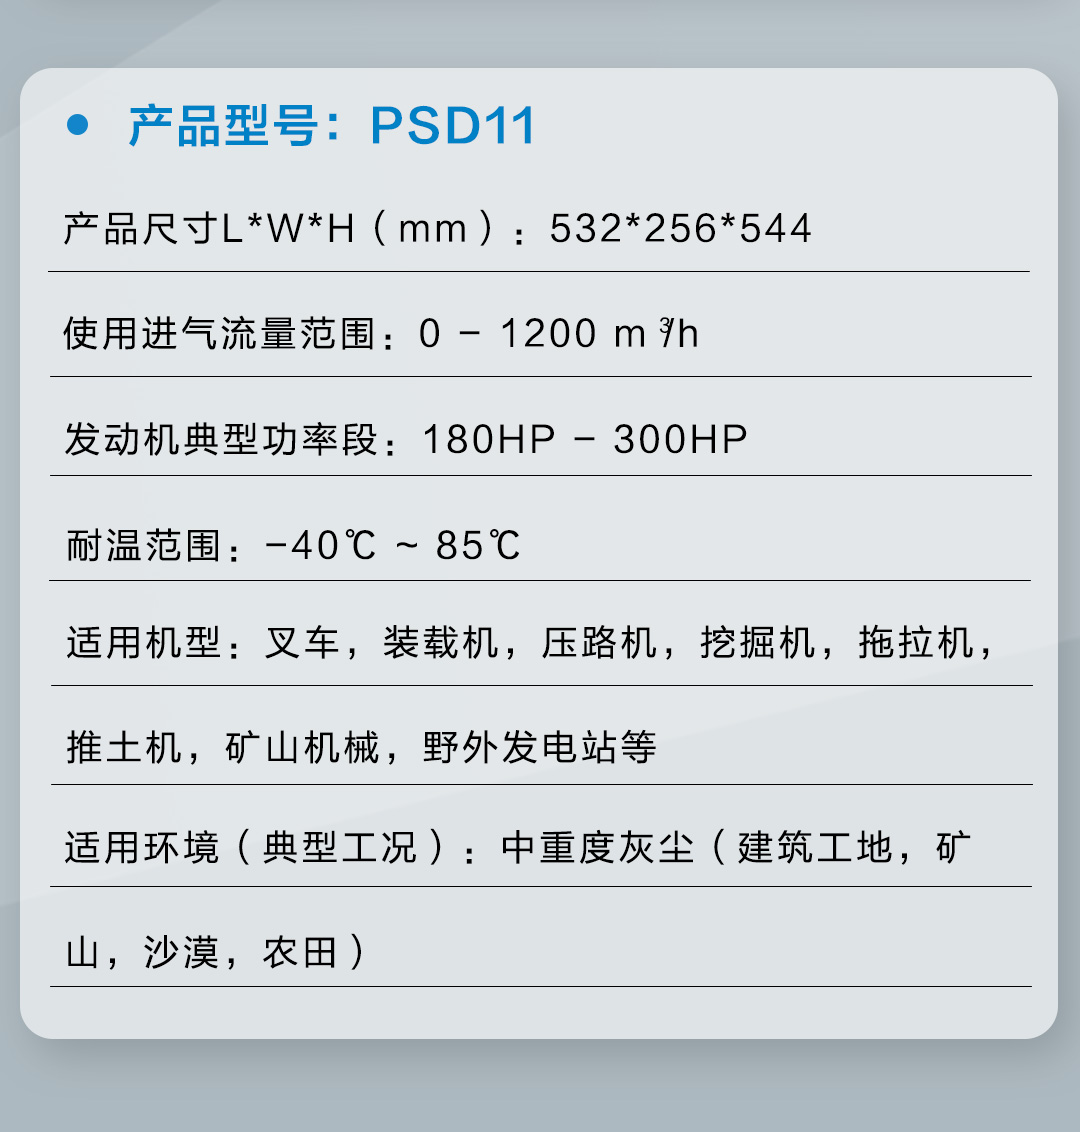 • 产品型号：PSD11
产品尺寸L*W*H（mm）：532*256*544
使用进气流量范围：0 – 1200 m³/h
发动机典型功率段：180HP – 300HP
耐温范围：–40℃ ~ 85℃
适用机型：叉车，装载机，压路机，挖掘机，拖拉机，
推土机，矿山机械，野外发电站等
适用环境（典型工况）：中重度灰尘（建筑工地，矿
山，沙漠，农田）